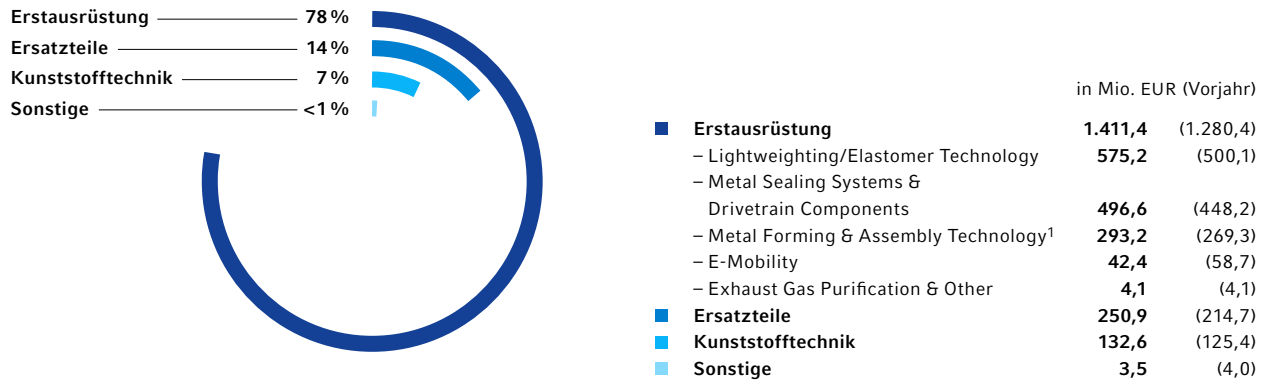 Erstausrüstung 78 %
Ersatzteile 14 %
Kunststofftechnik 7 %
Sonstige <1 %
in Mio. EUR (Vorjahr)
Erstausrüstung 1.411,4 (1.280,4)
– Lightweighting/Elastomer Technology 575,2 (500,1)
– Metal Sealing Systems &
Drivetrain Components 496,6 (448,2)
– Metal Forming & Assembly Technology¹ 293,2 (269,3)
– E-Mobility 42,4 (58,7)
– Exhaust Gas Purification & Other 4,1 (4,1)
Ersatzteile 250,9 (214,7)
Kunststofftechnik 132,6 (125,4)
Sonstige 3,5 (4,0)